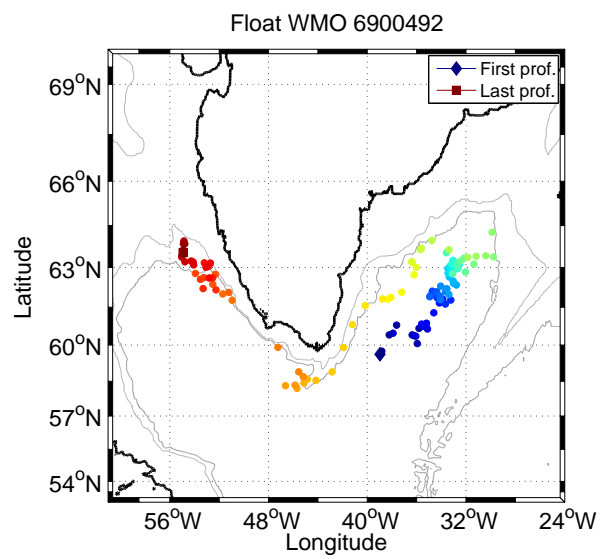 Float WMO 6900492
First prof.
Last prof.
69°N
66°N
63°N
60°N
57°N
54°N
Latitude
56°W
48°W
40°W
32°W
24°W
Longitude